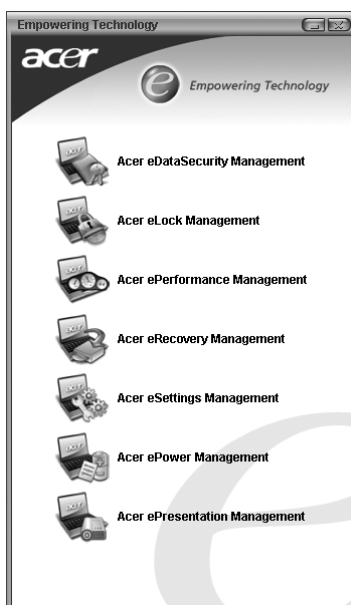 Empowering Technology
acer
e Empowering Technology
Acer eDataSecurity Management
Acer eLock Management
Acer ePerformance Management
Acer eRecovery Management
Acer eSettings Management
Acer ePower Management
Acer ePresentation Management